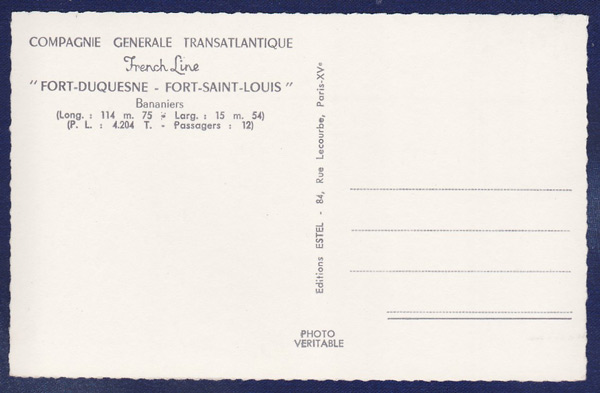 COMPAGNIE GENERALE TRANSATLANTIQUE
French Line
" FORT-DUQUESNE - FORT-SAINT-LOUIS "
Bananiers
(Long. : 114 m. 75 - Larg. : 15 m. 54)
(P. L. : 4.204 T. - Passagers : 12)
Editions ESTEL - 84, Rue Lecourbe, Paris-XVe
PHOTO
VERITABLE